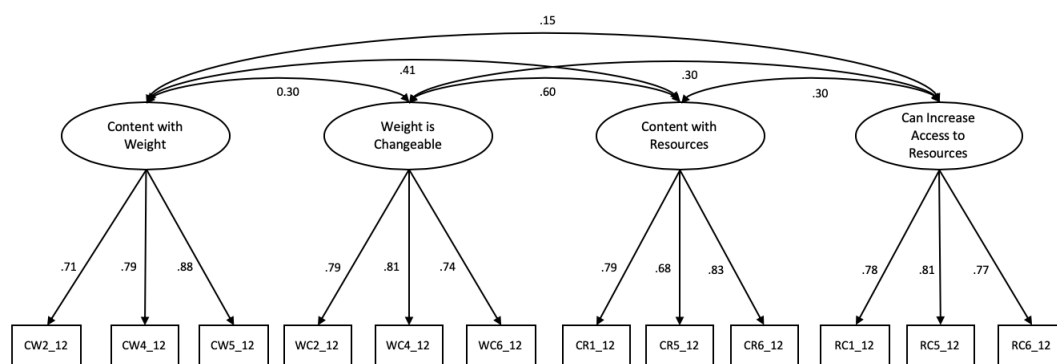 .15
.41
.30
0.30
.60
.30
Content with
Weight
Weight is
Changeable
Content with
Resources
Can Increase
Access to
Resources
.71
.79
.88
.79
.81
.74
.79
.68
.83
.78
.81
.77
CW2_12
CW4_12
CW5_12
WC2_12
WC4_12
WC6_12
CR1_12
CR5_12
CR6_12
RC1_12
RC5_12
RC6_12